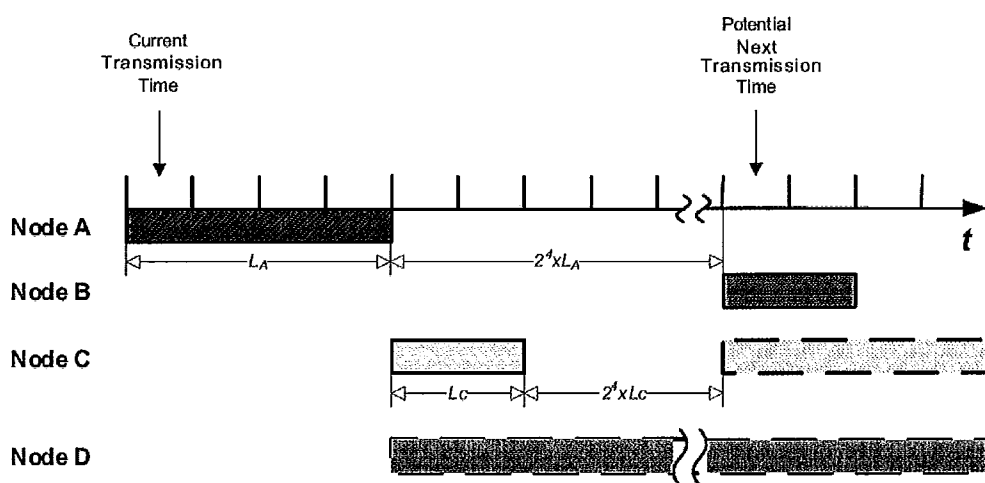 Current
Transmission
Time
Potential
Next
Transmission
Time
Node A
t
L_A
2^4xL_A
Node B
Node C
Lc
2^4xLc
Node D